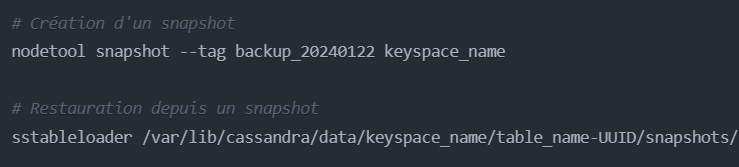 # Création d'un snapshot
nodetool snapshot --tag backup_20240122 keyspace_name
# Restauration depuis un snapshot
sstableloader /var/lib/cassandra/data/keyspace_name/table_name-UUID/snapshots/